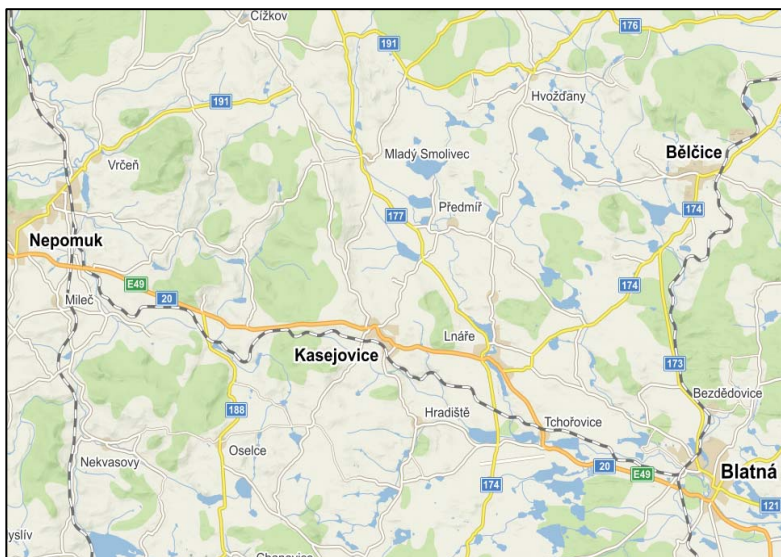 Čížkov
176
191
191
Hvožďany
Mladý Smolivec
Vrčeň
Bělčice
174
Předmíř
177
Nepomuk
E49
174
Mileč
20
Lnáře
Kasejovice
173
Bezdědovice
188
Hradiště
Tchořovice
Oselce
Nekvasovy
20
E49
Blatná
174
121
yslív